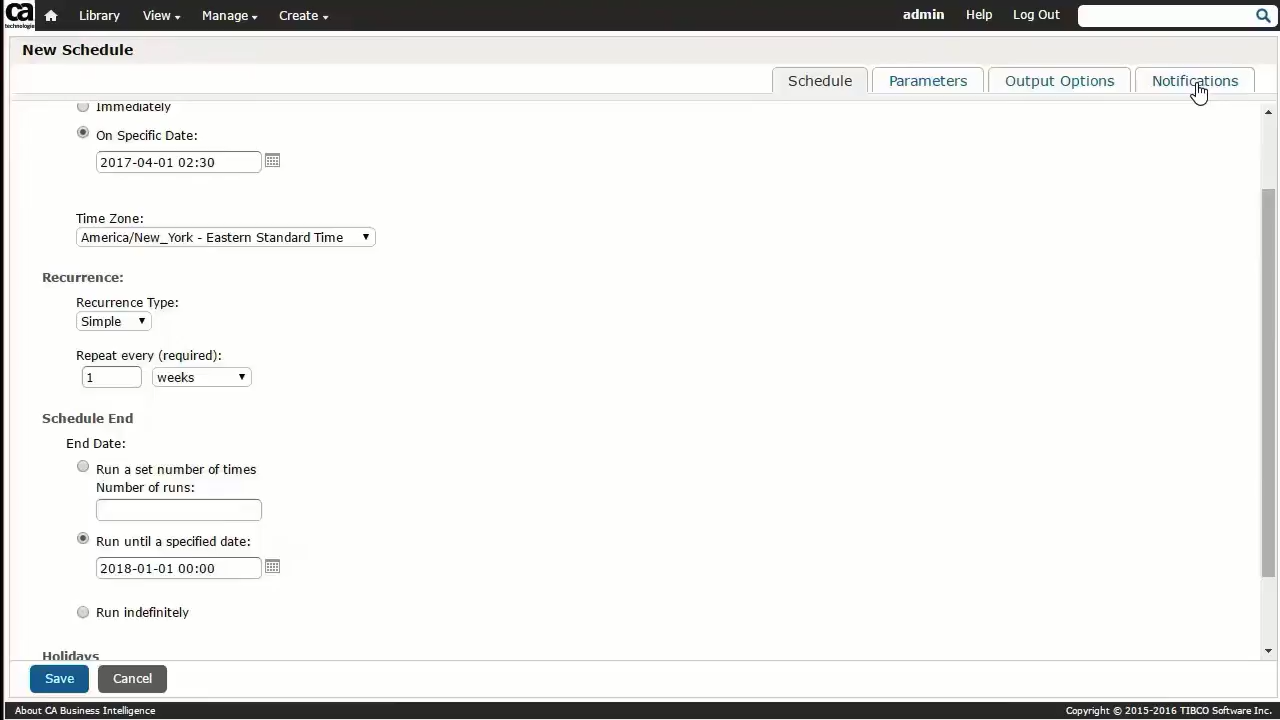 ca
technologies
Library View Manage Create admin Help Log Out
New Schedule
Schedule Parameters Output Options Notifications
Immediately
On Specific Date:
2017-04-01 02:30
Time Zone:
America/New_York - Eastern Standard Time
Recurrence:
Recurrence Type:
Simple
Repeat every (required):
1 weeks
Schedule End
End Date:
Run a set number of times
Number of runs:
Run until a specified date:
2018-01-01 00:00
Run indefinitely
Holidays
Save Cancel
About CA Business Intelligence Copyright © 2015-2016 TIBCO Software Inc.